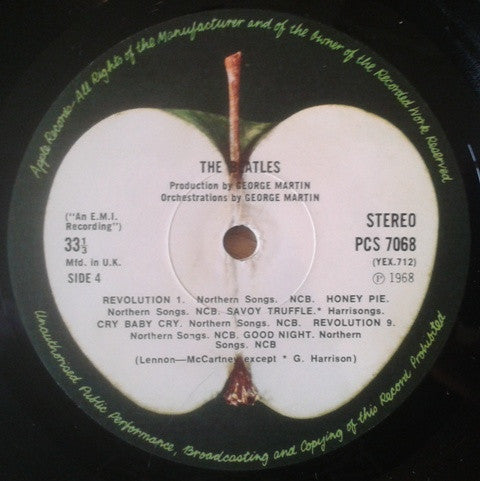 Apple Records—All Rights of the Manufacturer and of the Owner of the Recorded Work Reserved
THE BEATLES
Production by GEORGE MARTIN
Orchestrations by GEORGE MARTIN
("An E.M.I.
Recording")
33⅓
Mfd. in U.K.
SIDE 4
STEREO
PCS 7068
(YEX.712)
℗ 1968
REVOLUTION 1. Northern Songs. NCB. HONEY PIE.
Northern Songs. NCB. SAVOY TRUFFLE.* Harrisongs.
CRY BABY CRY. Northern Songs. NCB. REVOLUTION 9.
Northern Songs. NCB. GOOD NIGHT. Northern
Songs. NCB
(Lennon—McCartney except * G. Harrison)
Unauthorised Public Performance, Broadcasting and Copying of this Record Prohibited